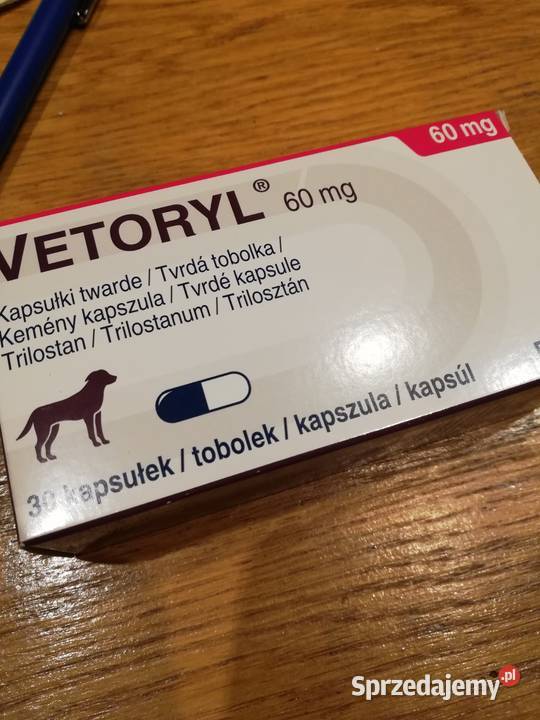 60 mg
VETORYL® 60 mg
Kapsułki twarde / Tvrdá tobolka /
Kemény kapszula / Tvrdé kapsule
Trilostan / Trilostanum / Trilosztán
30 kapsułek / tobolek / kapszula / kapsúl
Sprzedajemy.pl